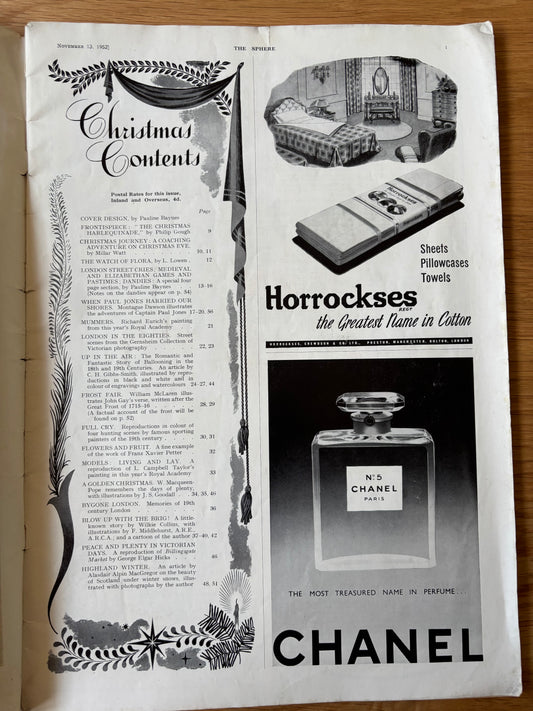 NOVEMBER 13, 1952]
THE SPHERE
1
Christmas
Contents
Postal Rates for this issue,
Inland and Overseas, 4d.
Page
COVER DESIGN, by Pauline Baynes
FRONTISPIECE: "THE CHRISTMAS
HARLEQUINADE," by Philip Gough . 9
CHRISTMAS JOURNEY: A COACHING
ADVENTURE ON CHRISTMAS EVE,
by Millar Watt . . . 10, 11
THE WATCH OF FLORA, by L. Lowen . 12
LONDON STREET CRIES; MEDIEVAL
AND ELIZABETHAN GAMES AND
PASTIMES; DANDIES: A special four
page section, by Pauline Baynes . 13-16
(Notes on the dandies appear on p. 54)
WHEN PAUL JONES HARRIED OUR
SHORES. Montague Dawson illustrates
the adventures of Captain Paul Jones 17-20, 56
MUMMERS. Richard Eurich's painting
from this year's Royal Academy . 21
LONDON IN THE EIGHTIES. Street
scenes from the Gernsheim Collection of
Victorian photography . . . 22, 23
UP IN THE AIR: The Romantic and
Fantastic Story of Ballooning in the
18th and 19th Centuries. An article by
C. H. Gibbs-Smith, illustrated by repro-
ductions in black and white and in
colour of engravings and watercolours 24-27, 44
FROST FAIR. William McLaren illus-
trates John Gay's verse, written after the
Great Frost of 1715-16 . . . 28, 29
(A factual account of the frost will be
found on p. 52)
FULL CRY. Reproductions in colour of
four hunting scenes by famous sporting
painters of the 19th century . . 30, 31
FLOWERS AND FRUIT. A fine example
of the work of Franz Xavier Petter . 32
MODELS: LIVING AND LAY. A
reproduction of L. Campbell Taylor's
painting in this year's Royal Academy . 33
A GOLDEN CHRISTMAS. W. Macqueen-
Pope remembers the days of plenty,
with illustrations by J. S. Goodall . 34, 35, 46
BYGONE LONDON. Memories of 19th
century London . . . 36
BLOW UP WITH THE BRIG! A little-
known story by Wilkie Collins, with
illustrations by F. Middlehurst, A.R.E.,
A.R.C.A., and a cartoon of the author 37-40, 42
PEACE AND PLENTY IN VICTORIAN
DAYS. A reproduction of Billingsgate
Market by George Elgar Hicks . . 46
HIGHLAND WINTER. An article by
Alasdair Alpin MacGregor on the beauty
of Scotland under winter snows, illus-
trated with photographs by the author 48, 51
Horrockses
Sheets
Pillowcases
Towels
Horrockses
REGD
the Greatest Name in Cotton
HORROCKSES, CREWDSON & CO. LTD., PRESTON, MANCHESTER, BOLTON, LONDON
N°5
CHANEL
PARIS
THE MOST TREASURED NAME IN PERFUME...
CHANEL